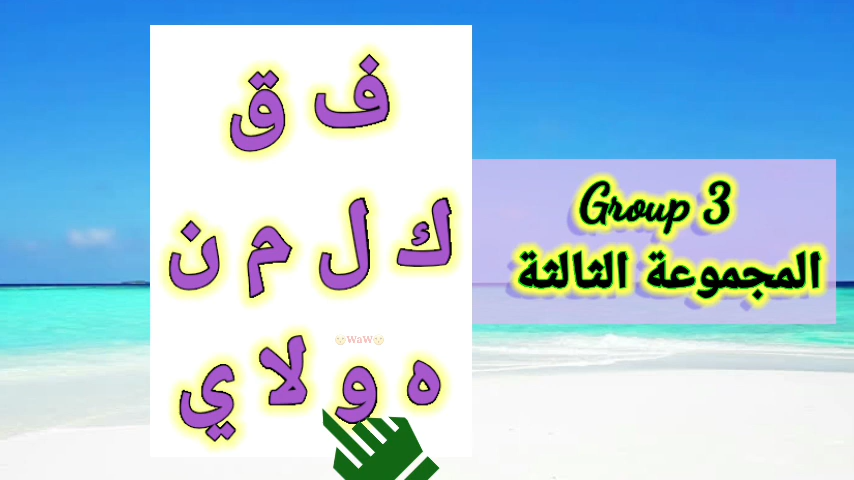 ف ق
ك ل م ن
WaW
ه و لا ي
Group 3
المجموعة الثالثة